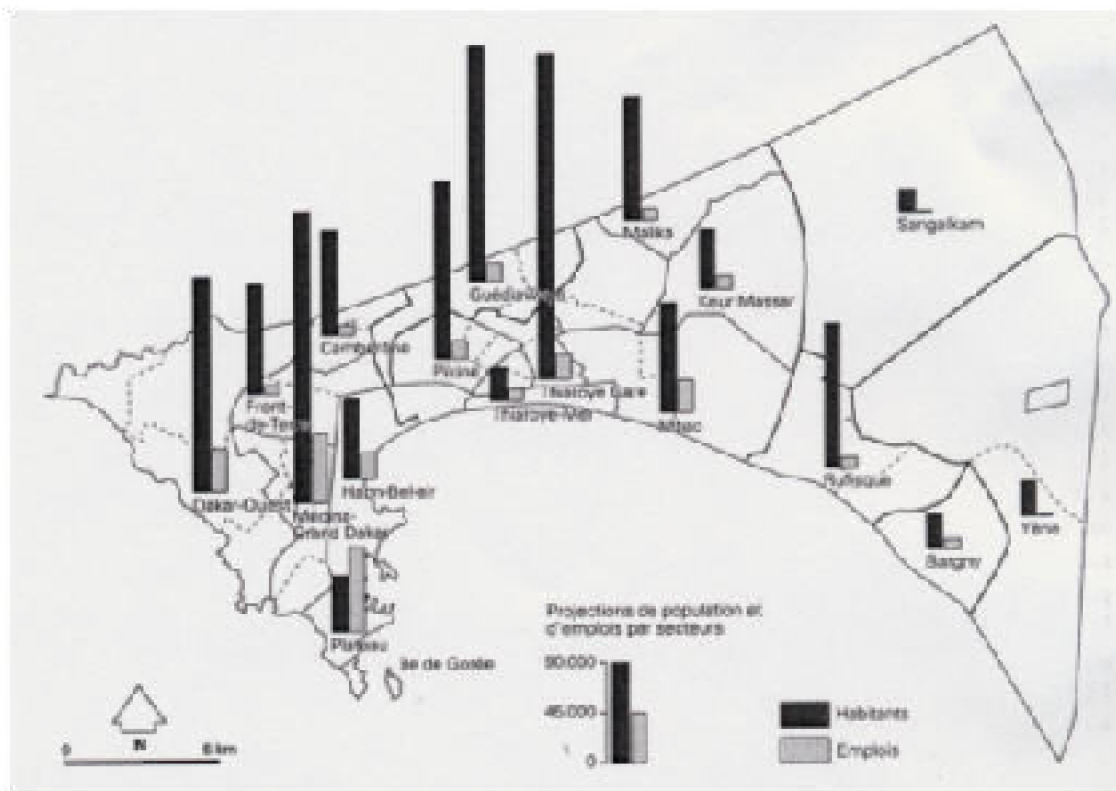 Malika
Sangalkam
Guédiawaye
Keur Massar
Cambérène
Pikine
Thiaroye Gare
Front-
de-Terre
Thiaroye-Mer
Mbao
Rufisque
Hann-Bel-air
Dakar-Ouest
Médina-
Grand Dakar
Yène
Bargny
Plateau
Projections de population et
d'emplois par secteurs
Ile de Gorée
90.000
45.000
0
Habitants
Emplois
N
0 6 km